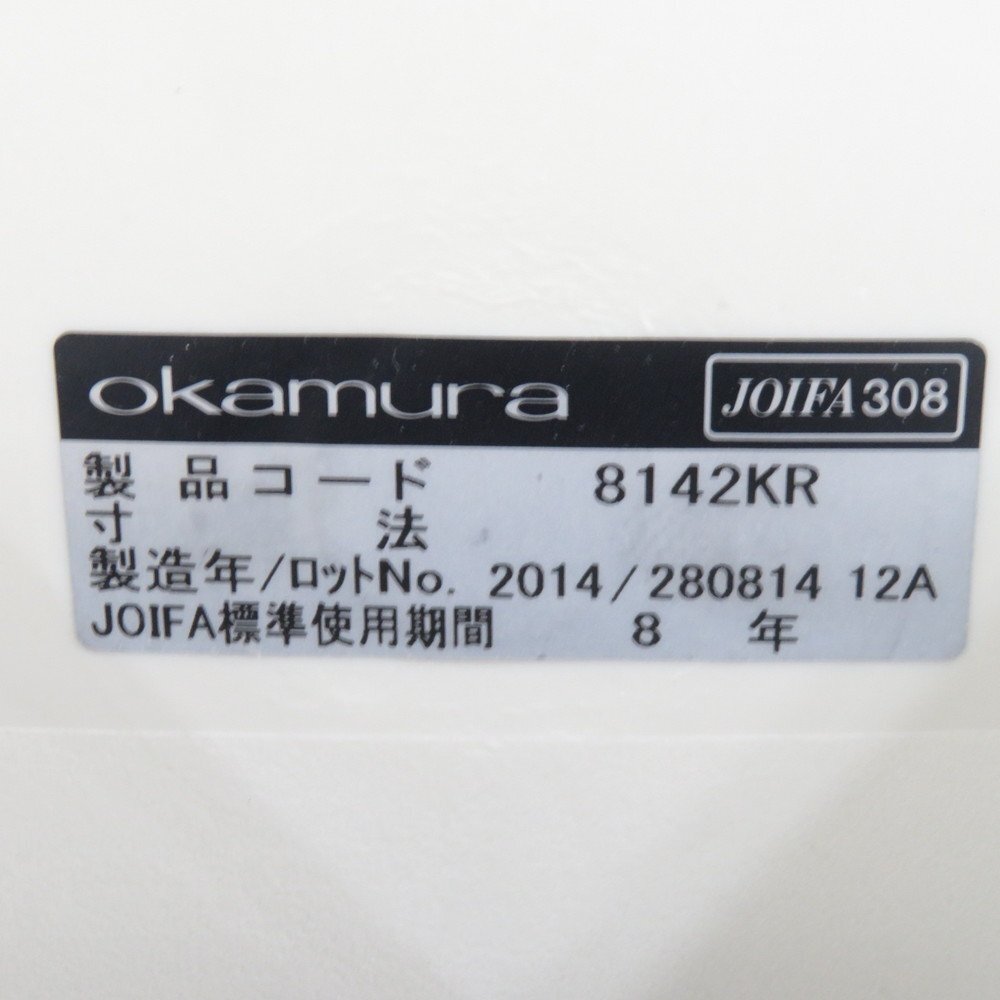 okamura JOIFA308
製品コード 8142KR
寸法
製造年/ロットNo. 2014/280814 12A
JOIFA標準使用期間 8 年